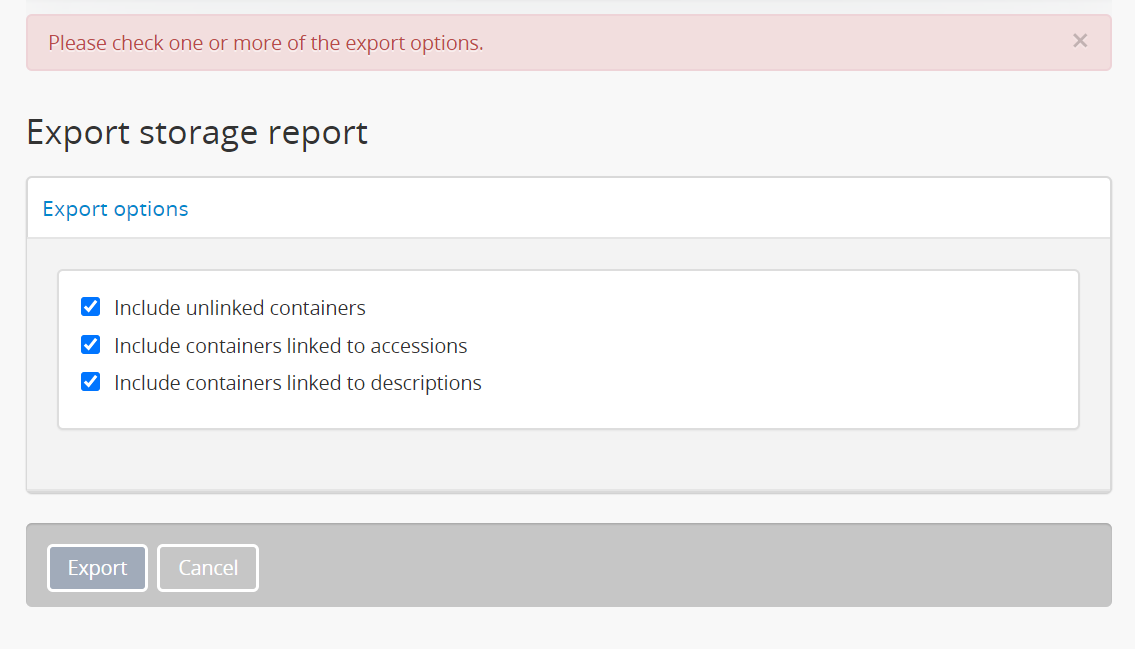 Please check one or more of the export options.
Export storage report
Export options
Include unlinked containers
Include containers linked to accessions
Include containers linked to descriptions
Export Cancel